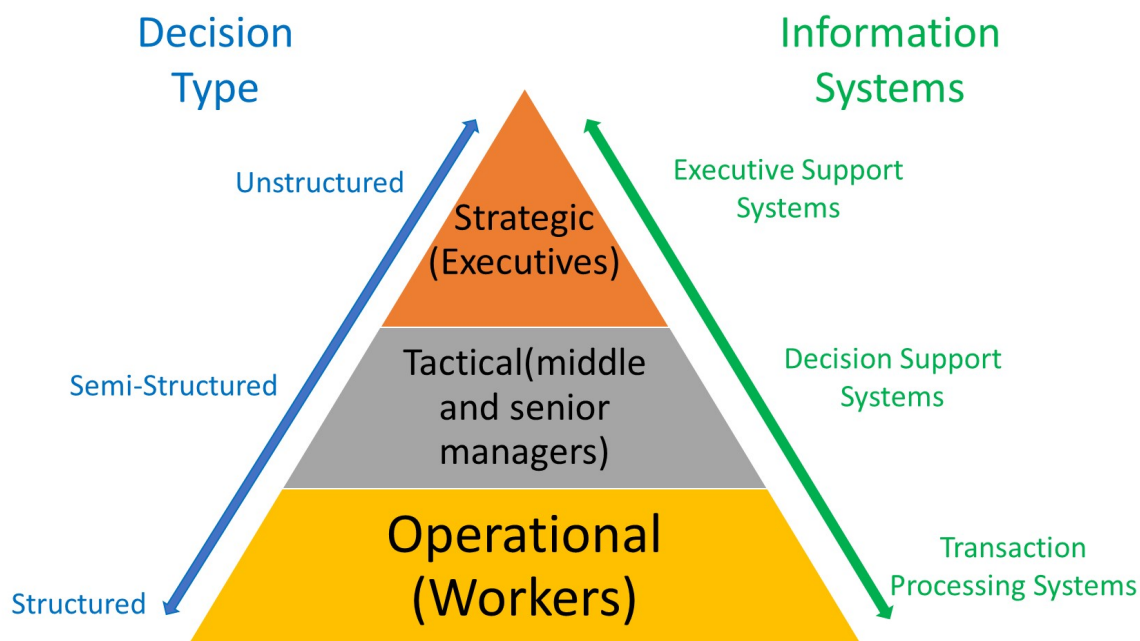 Decision
Type
Information
Systems
Unstructured
Executive Support
Systems
Strategic
(Executives)
Semi-Structured
Tactical(middle
and senior
managers)
Decision Support
Systems
Operational
(Workers)
Structured
Transaction
Processing Systems